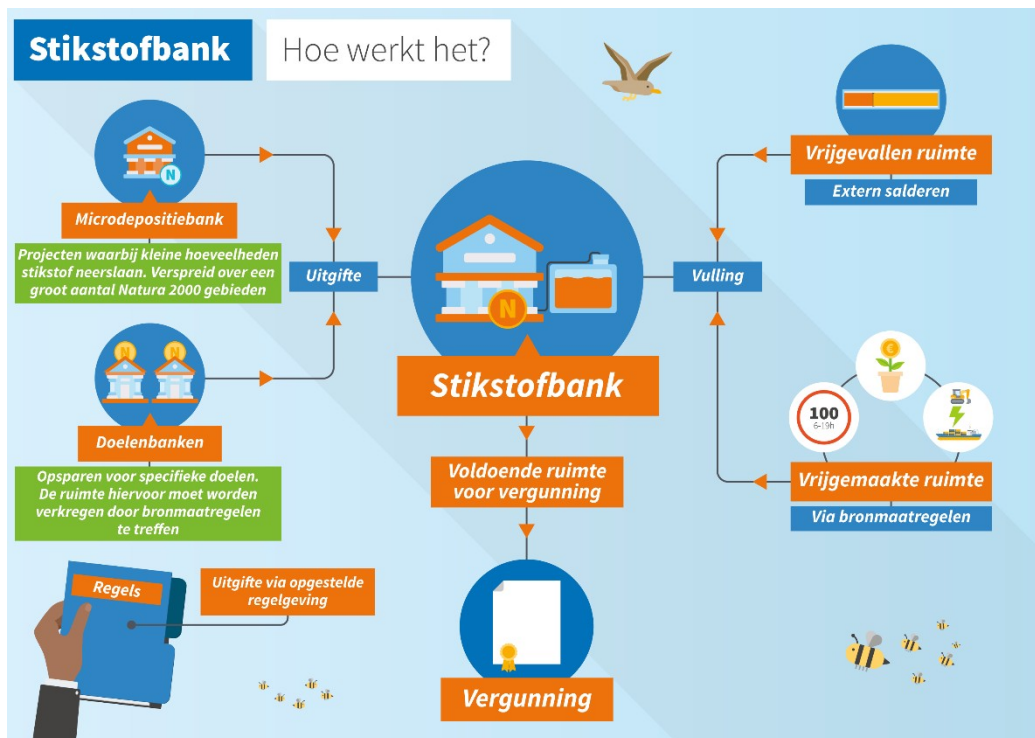 Stikstofbank
Hoe werkt het?
N
Microdepositiebank
Projecten waarbij kleine hoeveelheden
stikstof neerslaan. Verspreid over een
groot aantal Natura 2000 gebieden
N N
Doelenbanken
Opsparen voor specifieke doelen.
De ruimte hiervoor moet worden
verkregen door bronmaatregelen
te treffen
Uitgifte
N
Stikstofbank
Voldoende ruimte
voor vergunning
Vergunning
Vulling
Vrijgevallen ruimte
Extern salderen
€
100
6-19h
Vrijgemaakte ruimte
Via bronmaatregelen
Regels
Uitgifte via opgestelde
regelgeving